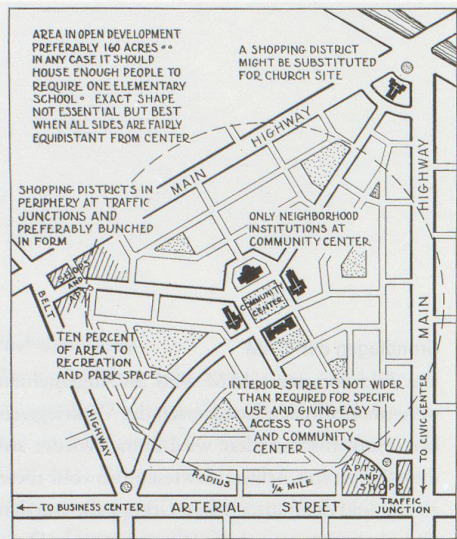 AREA IN OPEN DEVELOPMENT
PREFERABLY 160 ACRES • •
IN ANY CASE IT SHOULD
HOUSE ENOUGH PEOPLE TO
REQUIRE ONE ELEMENTARY
SCHOOL • EXACT SHAPE
NOT ESSENTIAL BUT BEST
WHEN ALL SIDES ARE FAIRLY
EQUIDISTANT FROM CENTER
A SHOPPING DISTRICT
MIGHT BE SUBSTITUTED
FOR CHURCH SITE
MAIN HIGHWAY
HIGHWAY
MAIN
SHOPPING DISTRICTS IN
PERIPHERY AT TRAFFIC
JUNCTIONS AND
PREFERABLY BUNCHED
IN FORM
ONLY NEIGHBORHOOD
INSTITUTIONS AT
COMMUNITY CENTER
SHOPS
AND
BELT
HIGHWAY
COMMUNITY
CENTER
TEN PERCENT
OF AREA TO
RECREATION
AND PARK SPACE
INTERIOR STREETS NOT WIDER
THAN REQUIRED FOR SPECIFIC
USE AND GIVING EASY
ACCESS TO SHOPS
AND COMMUNITY
CENTER
TO CIVIC CENTER
RADIUS 1/4 MILE
APTS
AND
SHOPS
TRAFFIC
JUNCTION
TO BUSINESS CENTER
ARTERIAL STREET